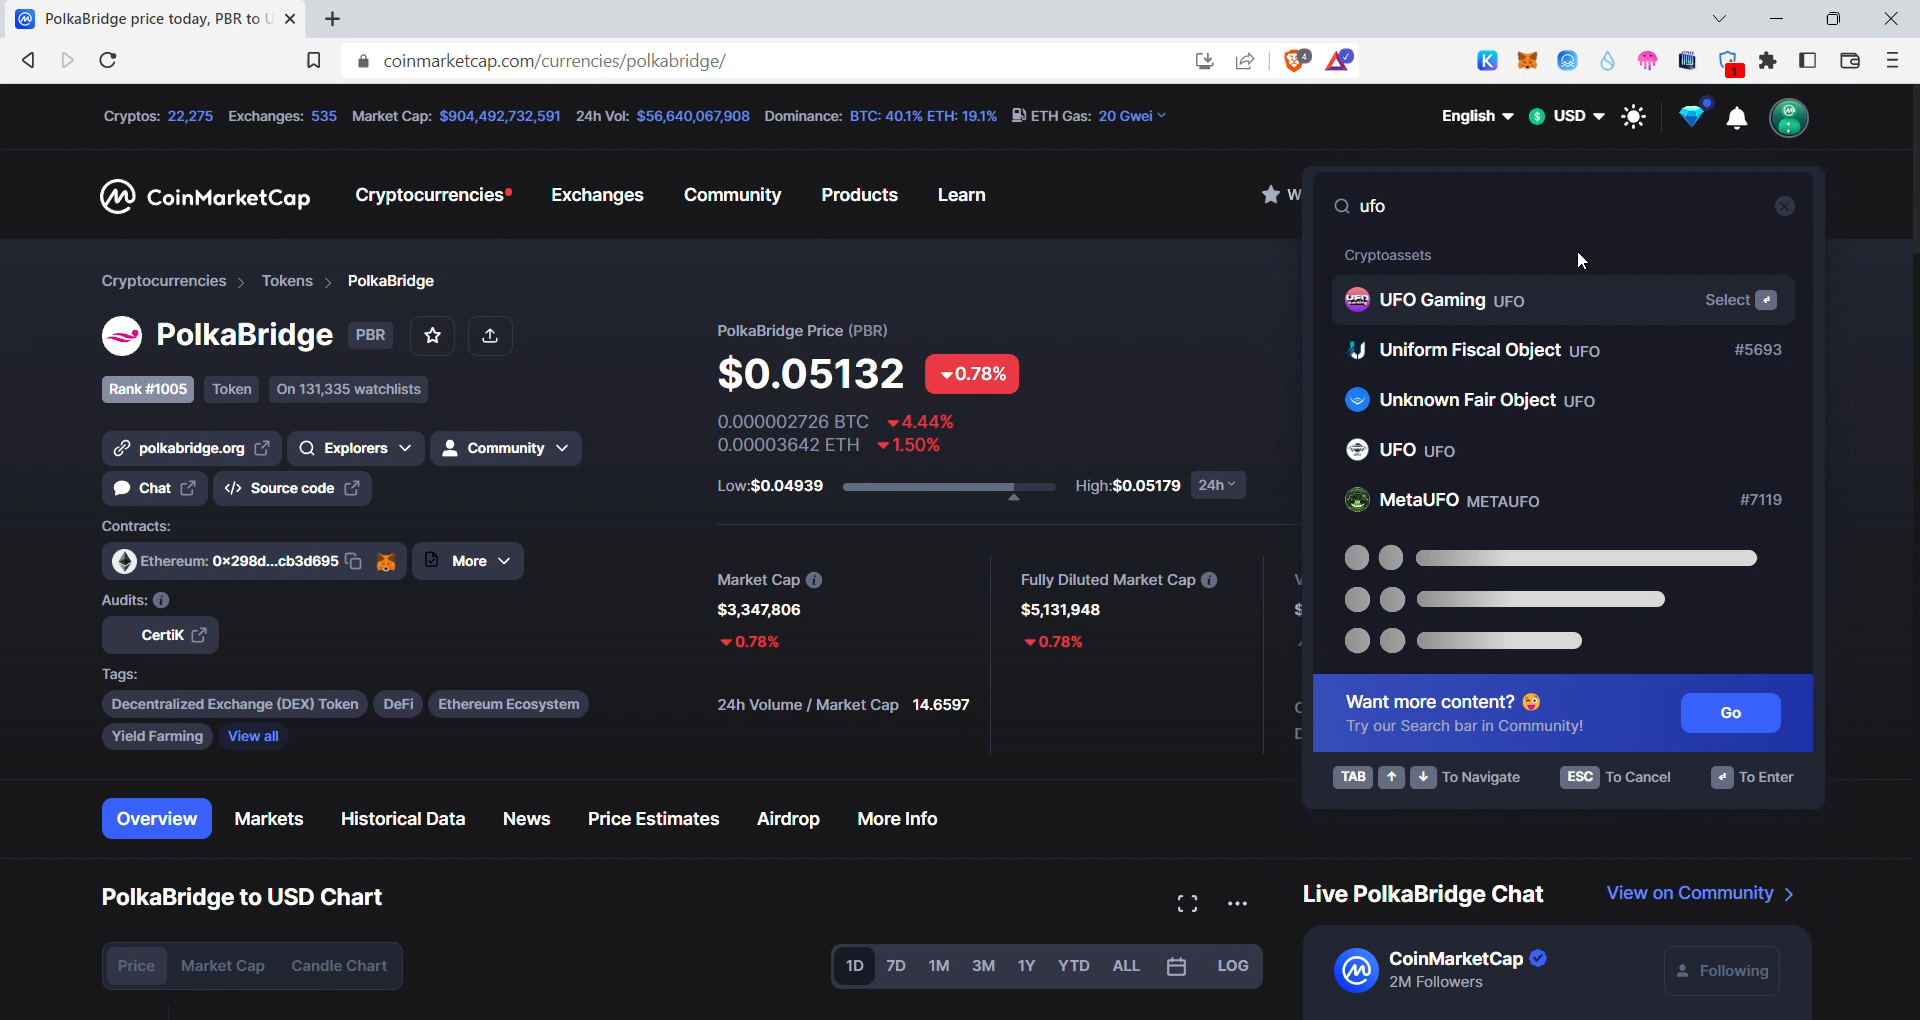 PolkaBridge price today, PBR to U
coinmarketcap.com/currencies/polkabridge/
4
1
Cryptos: 22,275 Exchanges: 535 Market Cap: $904,492,732,591 24h Vol: $56,640,067,908 Dominance: BTC: 40.1% ETH: 19.1% ETH Gas: 20 Gwei
English $ USD
CoinMarketCap Cryptocurrencies Exchanges Community Products Learn W
ufo
Cryptoassets
UFO Gaming UFO Select
Uniform Fiscal Object UFO #5693
Unknown Fair Object UFO
UFO UFO
MetaUFO METAUFO #7119
Want more content? 😜
Try our Search bar in Community!
Go
TAB ↑ ↓ To Navigate ESC To Cancel To Enter
Cryptocurrencies > Tokens > PolkaBridge
PolkaBridge PBR
Rank #1005 Token On 131,335 watchlists
polkabridge.org Explorers Community
Chat </> Source code
Contracts:
Ethereum: 0x298d...cb3d695 More
Audits:
CertiK
Tags:
Decentralized Exchange (DEX) Token DeFi Ethereum Ecosystem
Yield Farming View all
PolkaBridge Price (PBR)
$0.05132 0.78%
0.000002726 BTC 4.44%
0.00003642 ETH 1.50%
Low:$0.04939 High:$0.05179 24h
Market Cap
$3,347,806
0.78%
24h Volume / Market Cap 14.6597
Fully Diluted Market Cap
$5,131,948
0.78%
Overview Markets Historical Data News Price Estimates Airdrop More Info
PolkaBridge to USD Chart
Price Market Cap Candle Chart
1D 7D 1M 3M 1Y YTD ALL LOG
Live PolkaBridge Chat View on Community >
CoinMarketCap
2M Followers
Following